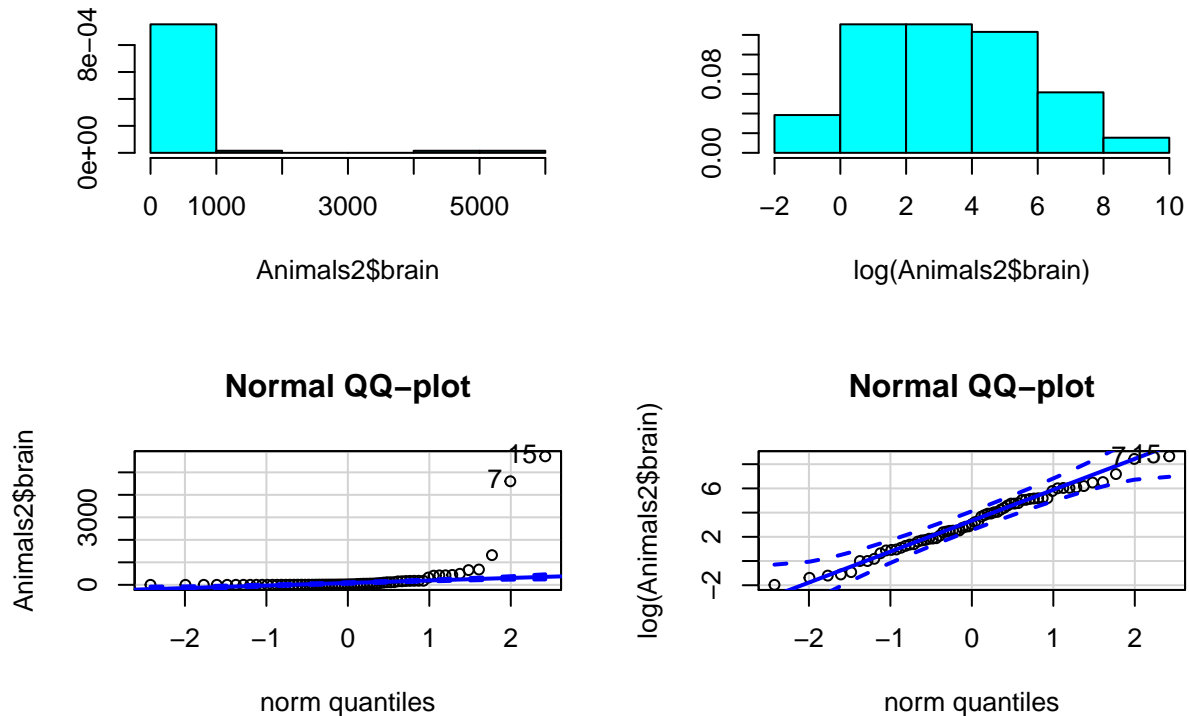 0e+00 8e−04
0 1000 3000 5000
Animals2$brain
0.00 0.08
−2 0 2 4 6 8 10
log(Animals2$brain)
Normal QQ−plot
Animals2$brain
0 3000
15
7
−2 −1 0 1 2
norm quantiles
Normal QQ−plot
log(Animals2$brain)
−2 2 6
7 15
−2 −1 0 1 2
norm quantiles